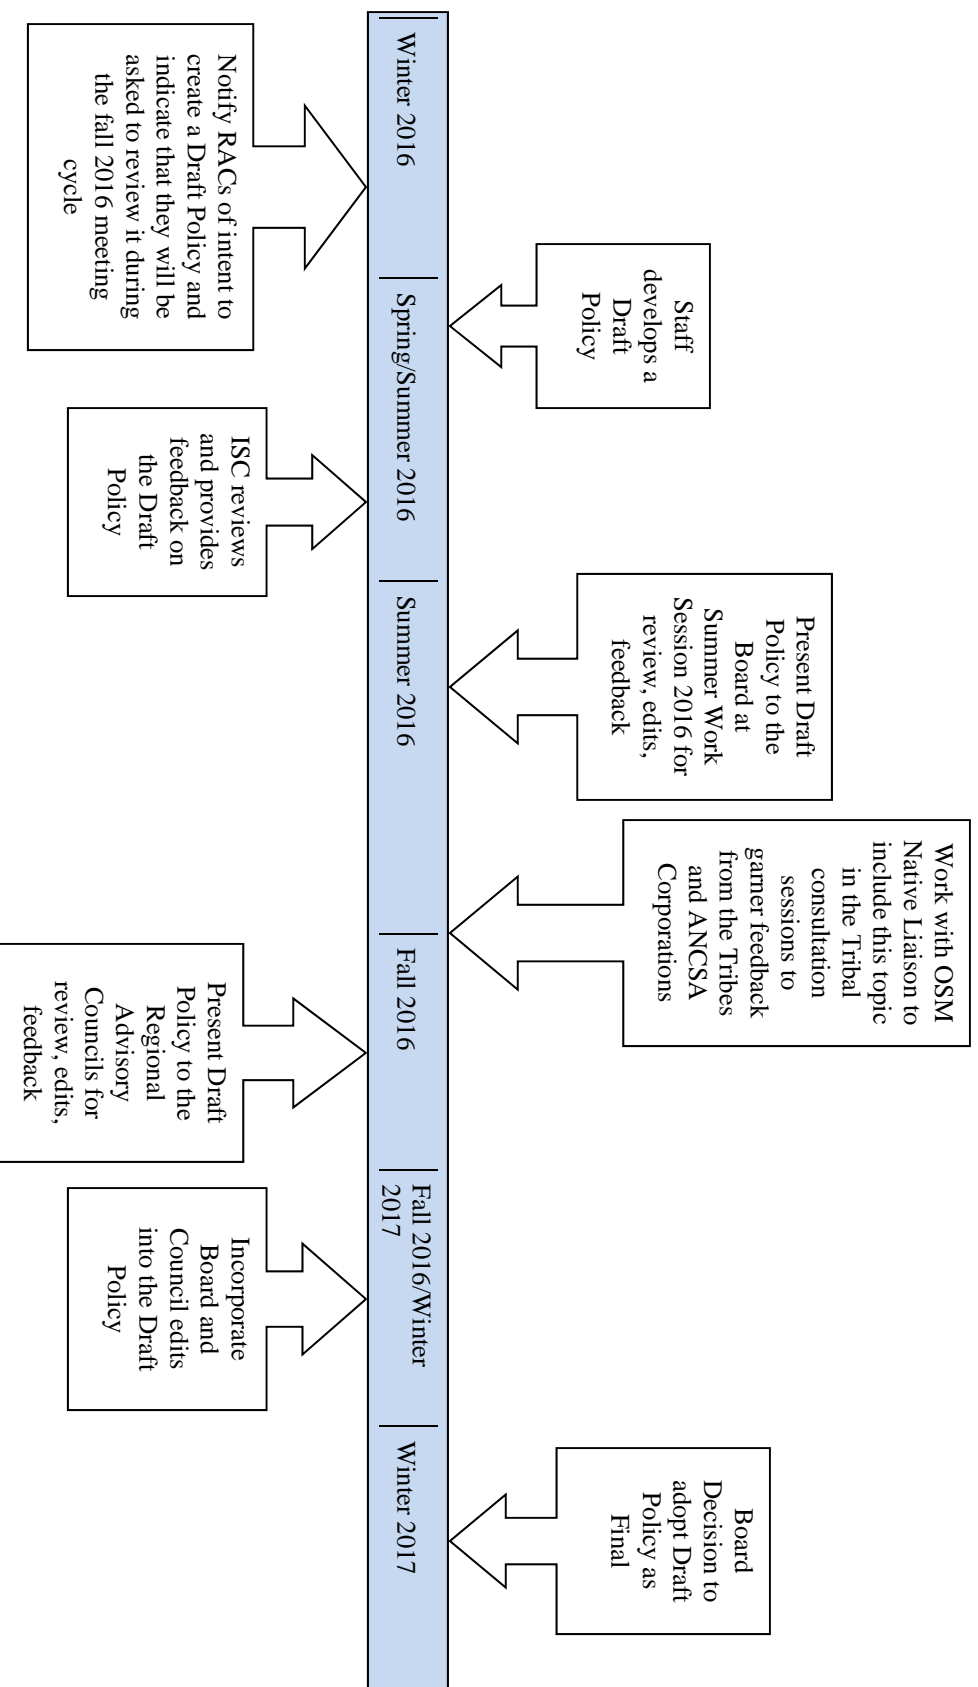 Staff
develops a
Draft
Policy
Present Draft
Policy to the
Board at
Summer Work
Session 2016 for
review, edits,
feedback
Work with OSM
Native Liaison to
include this topic
in the Tribal
consultation
sessions to
garner feedback
from the Tribes
and ANCSA
Corporations
Board
Decision to
adopt Draft
Policy as
Final
Winter 2016
Spring/Summer 2016
Summer 2016
Fall 2016
Fall 2016/Winter
2017
Winter 2017
Notify RACs of intent to
create a Draft Policy and
indicate that they will be
asked to review it during
the fall 2016 meeting
cycle
ISC reviews
and provides
feedback on
the Draft
Policy
Present Draft
Policy to the
Regional
Advisory
Councils for
review, edits,
feedback
Incorporate
Board and
Council edits
into the Draft
Policy